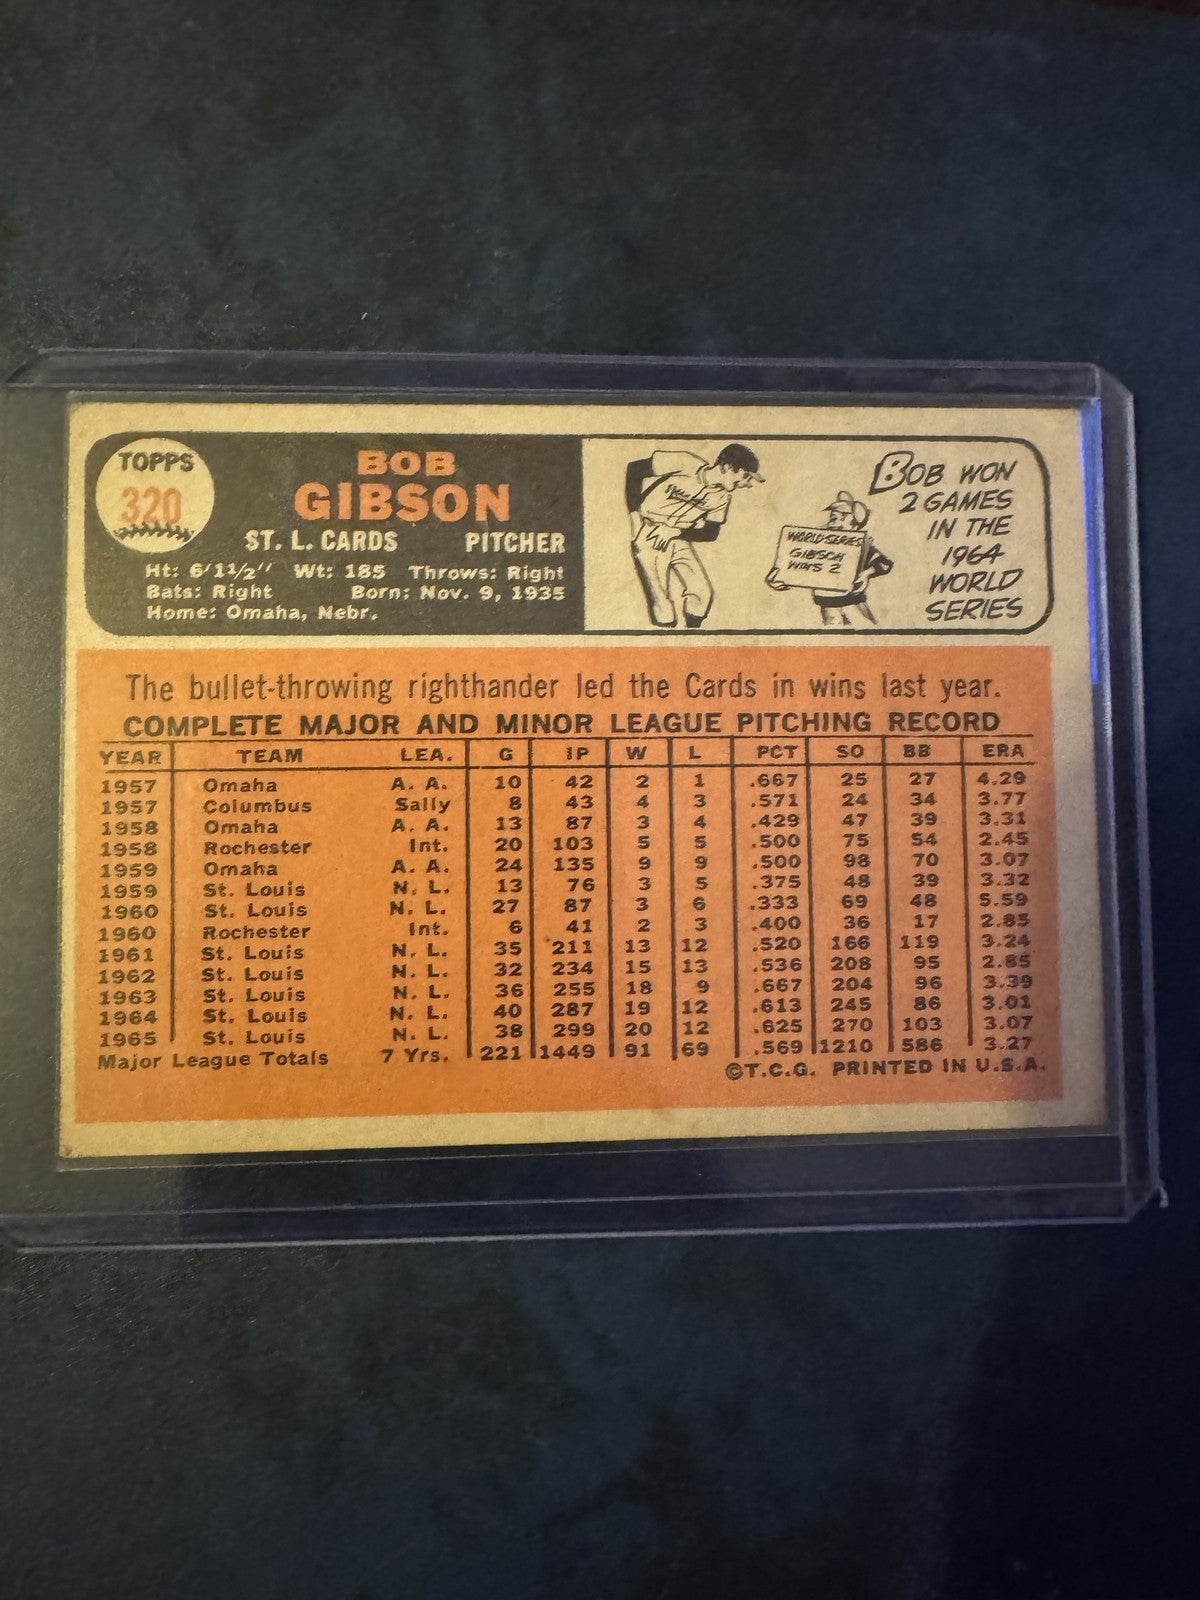 TOPPS
320
BOB
GIBSON
ST. L. CARDS PITCHER
Ht: 6'1½" Wt: 185 Throws: Right
Bats: Right Born: Nov. 9, 1935
Home: Omaha, Nebr.
WORLD SERIES
GIBSON
WINS 2
BOB WON
2 GAMES
IN THE
1964
WORLD
SERIES
The bullet-throwing righthander led the Cards in wins last year.
COMPLETE MAJOR AND MINOR LEAGUE PITCHING RECORD
YEAR TEAM LEA. G IP W L PCT SO BB ERA
1957 Omaha A. A. 10 42 2 1 .667 25 27 4.29
1957 Columbus Sally 8 43 4 3 .571 24 34 3.77
1958 Omaha A. A. 13 87 3 4 .429 47 39 3.31
1958 Rochester Int. 20 103 5 5 .500 75 54 2.45
1959 Omaha A. A. 24 135 9 9 .500 98 70 3.07
1959 St. Louis N. L. 13 76 3 5 .375 48 39 3.32
1960 St. Louis N. L. 27 87 3 6 .333 69 48 5.59
1960 Rochester Int. 6 41 2 3 .400 36 17 2.85
1961 St. Louis N. L. 35 211 13 12 .520 166 119 3.24
1962 St. Louis N. L. 32 234 15 13 .536 208 95 2.85
1963 St. Louis N. L. 36 255 18 9 .667 204 96 3.39
1964 St. Louis N. L. 40 287 19 12 .613 245 86 3.01
1965 St. Louis N. L. 38 299 20 12 .625 270 103 3.07
Major League Totals 7 Yrs. 221 1449 91 69 .569 1210 586 3.27
©T.C.G. PRINTED IN U.S.A.